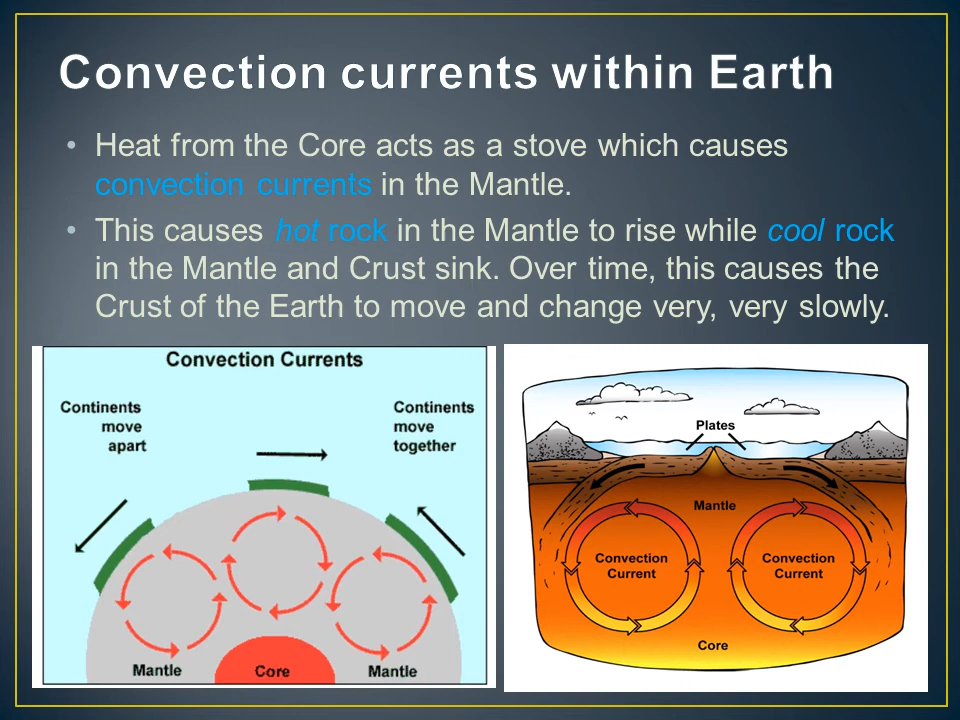 Convection currents within Earth
• Heat from the Core acts as a stove which causes
convection currents in the Mantle.
• This causes hot rock in the Mantle to rise while cool rock
in the Mantle and Crust sink. Over time, this causes the
Crust of the Earth to move and change very, very slowly.
Convection Currents
Continents
move
apart
Continents
move
together
Mantle
Core
Mantle
Plates
Mantle
Convection
Current
Convection
Current
Core